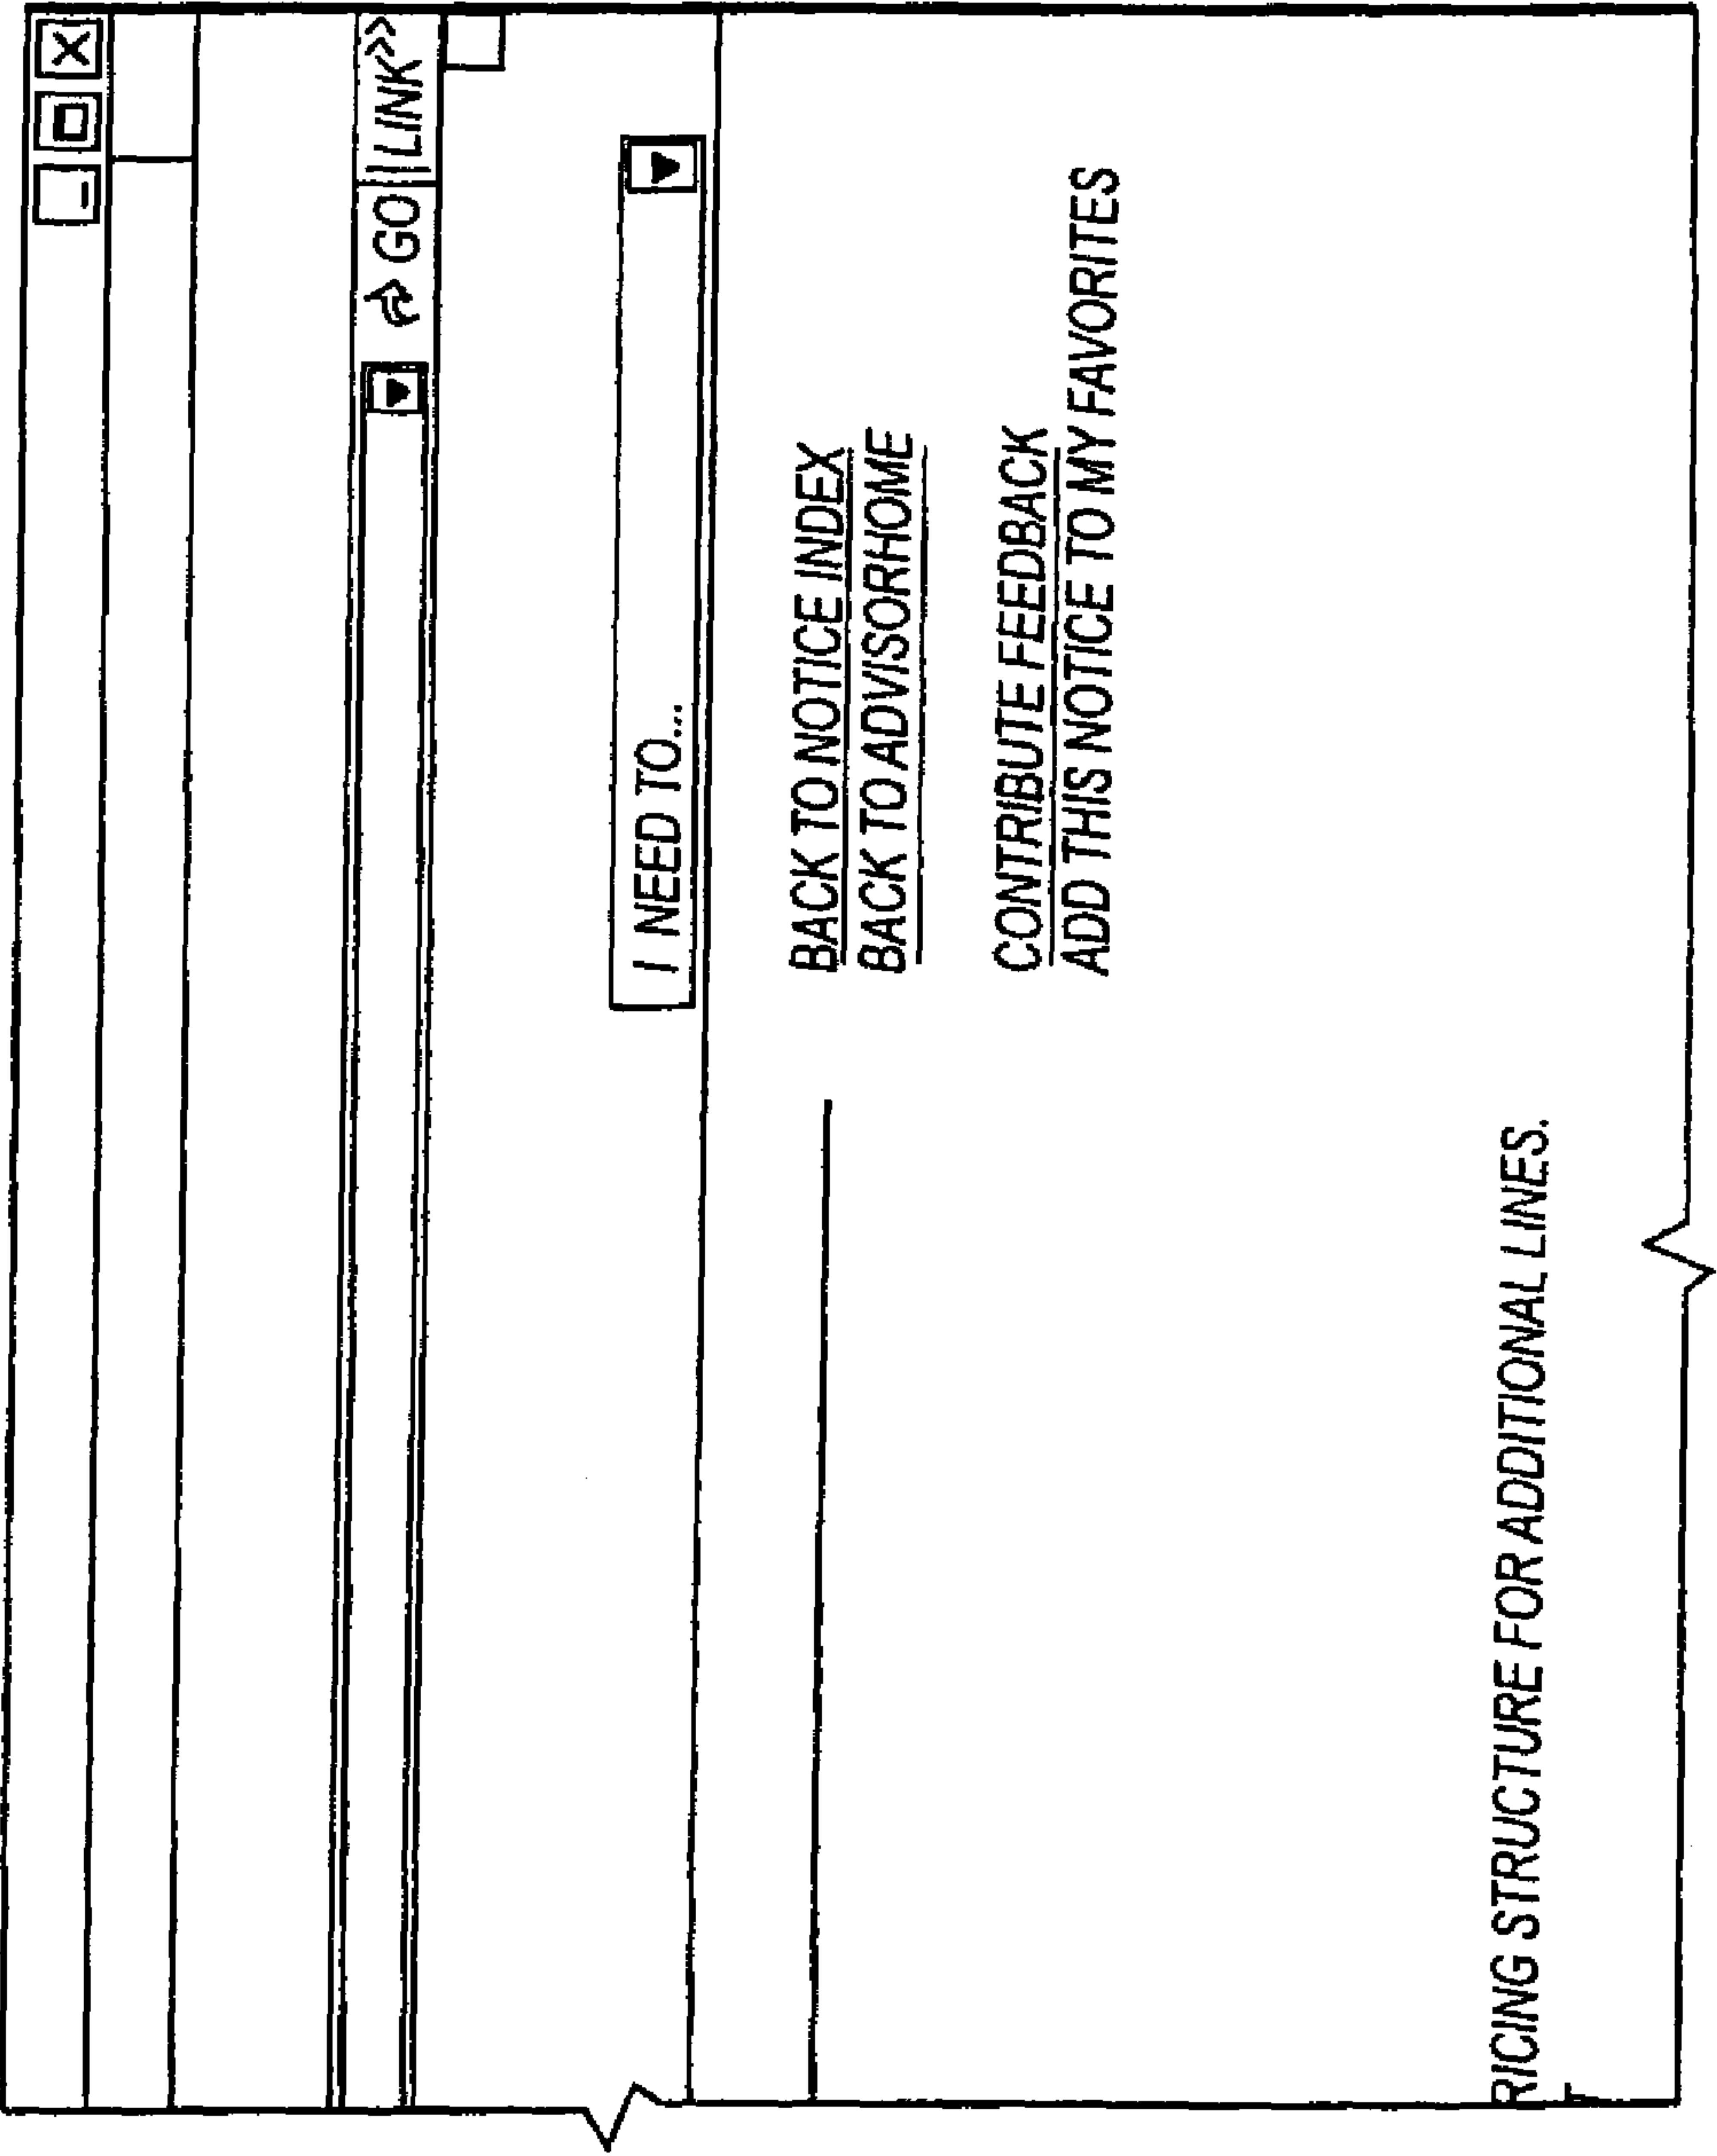 GO LINK»
I NEED TO...
BACK TO NOTICE INDEX
BACK TO ADVISORHOME
CONTRIBUTE FEEDBACK
ADD THIS NOTICE TO MY FAVORITES
RICING STRUCTURE FOR ADDITIONAL LINES.